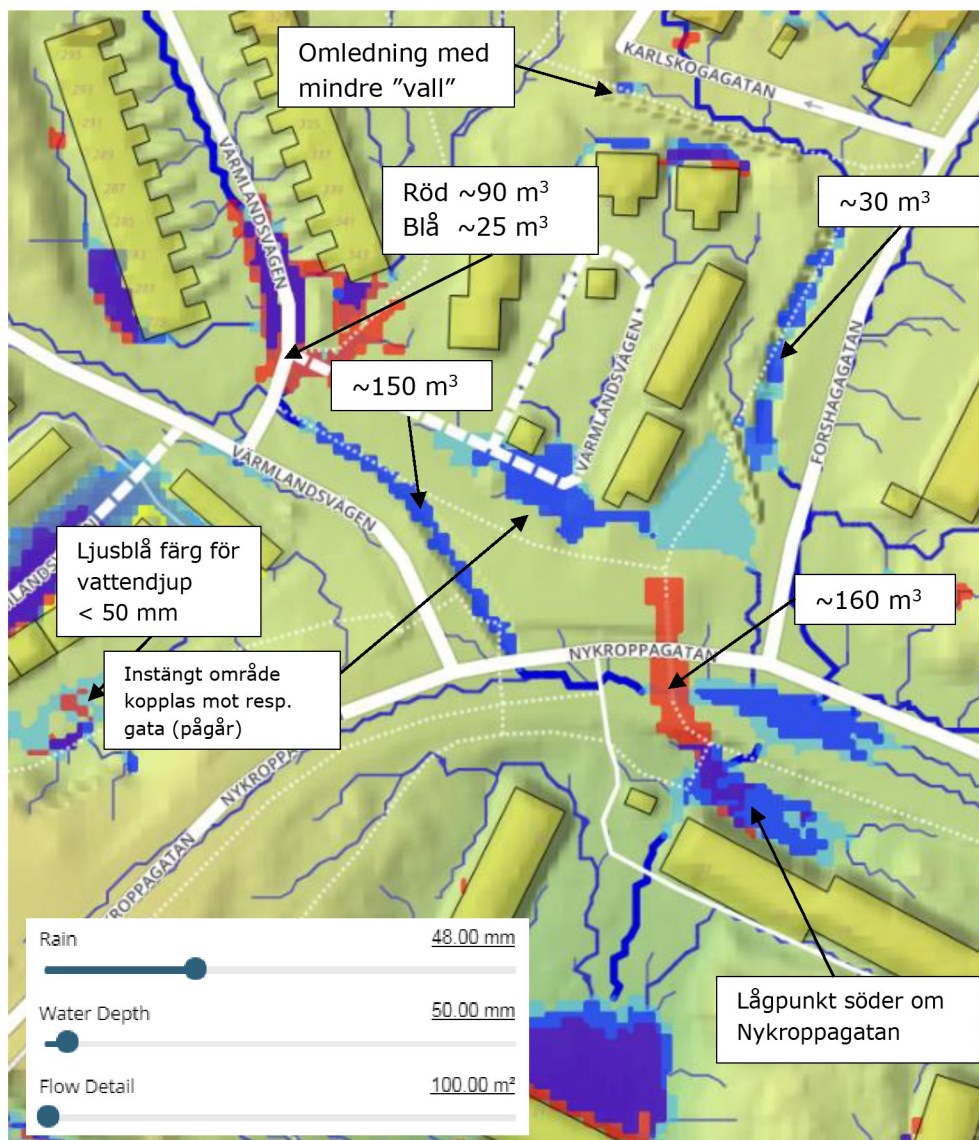 Omledning med
mindre ”vall”
KARLSKOGAGATAN
Röd ~90 m³
Blå ~25 m³
~30 m³
VÄRMLANDSVÄGEN
~150 m³
VÄRMLANDSVÄGEN
FORSHAGAGATAN
VÄRMLANDSVÄGEN
Ljusblå färg för
vattendjup
< 50 mm
~160 m³
NYKROPPAGATAN
Instängt område
kopplas mot resp.
gata (pågår)
NYKROPPAGATAN
Lågpunkt söder om
Nykroppagatan
Rain 48.00 mm
Water Depth 50.00 mm
Flow Detail 100.00 m²